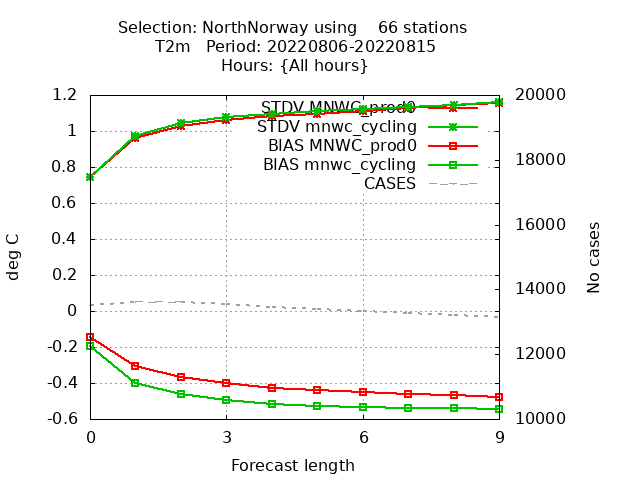 Selection: NorthNorway using 66 stations
T2m Period: 20220806-20220815
Hours: {All hours}
1.2
1
0.8
0.6
0.4
0.2
0
-0.2
-0.4
-0.6
deg C
STDV MNWC_prod0
STDV mnwc_cycling
BIAS MNWC_prod0
BIAS mnwc_cycling
CASES
20000
18000
16000
14000
12000
10000
No cases
0 3 6 9
Forecast length